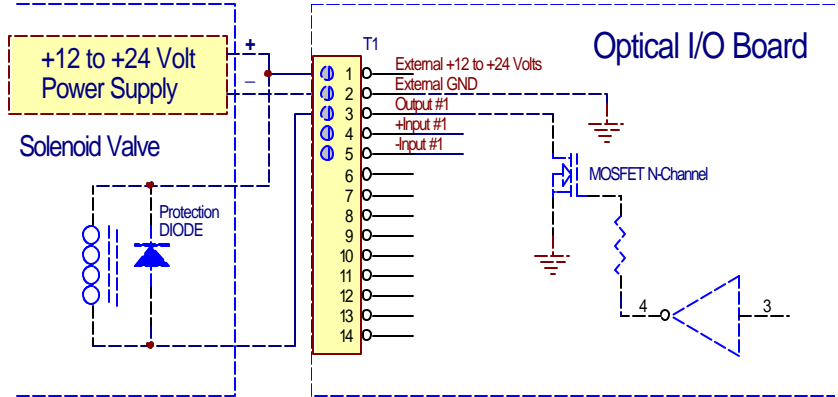 +12 to +24 Volt
Power Supply
+
−
T1
Optical I/O Board
Solenoid Valve
Protection
DIODE
1 External +12 to +24 Volts
2 External GND
3 Output #1
4 +Input #1
5 -Input #1
6
7
8
9
10
11
12
13
14
MOSFET N-Channel
4
3